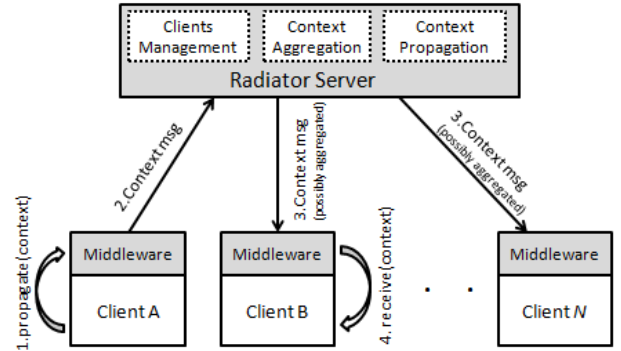 Clients
Management
Context
Aggregation
Context
Propagation
Radiator Server
2.Context msg
3.Context msg
(possibly aggregated)
3.Context msg
(possibly aggregated)
1.propagate(context)
Middleware
Client A
Middleware
Client B
4. receive(context)
. .
Middleware
Client N